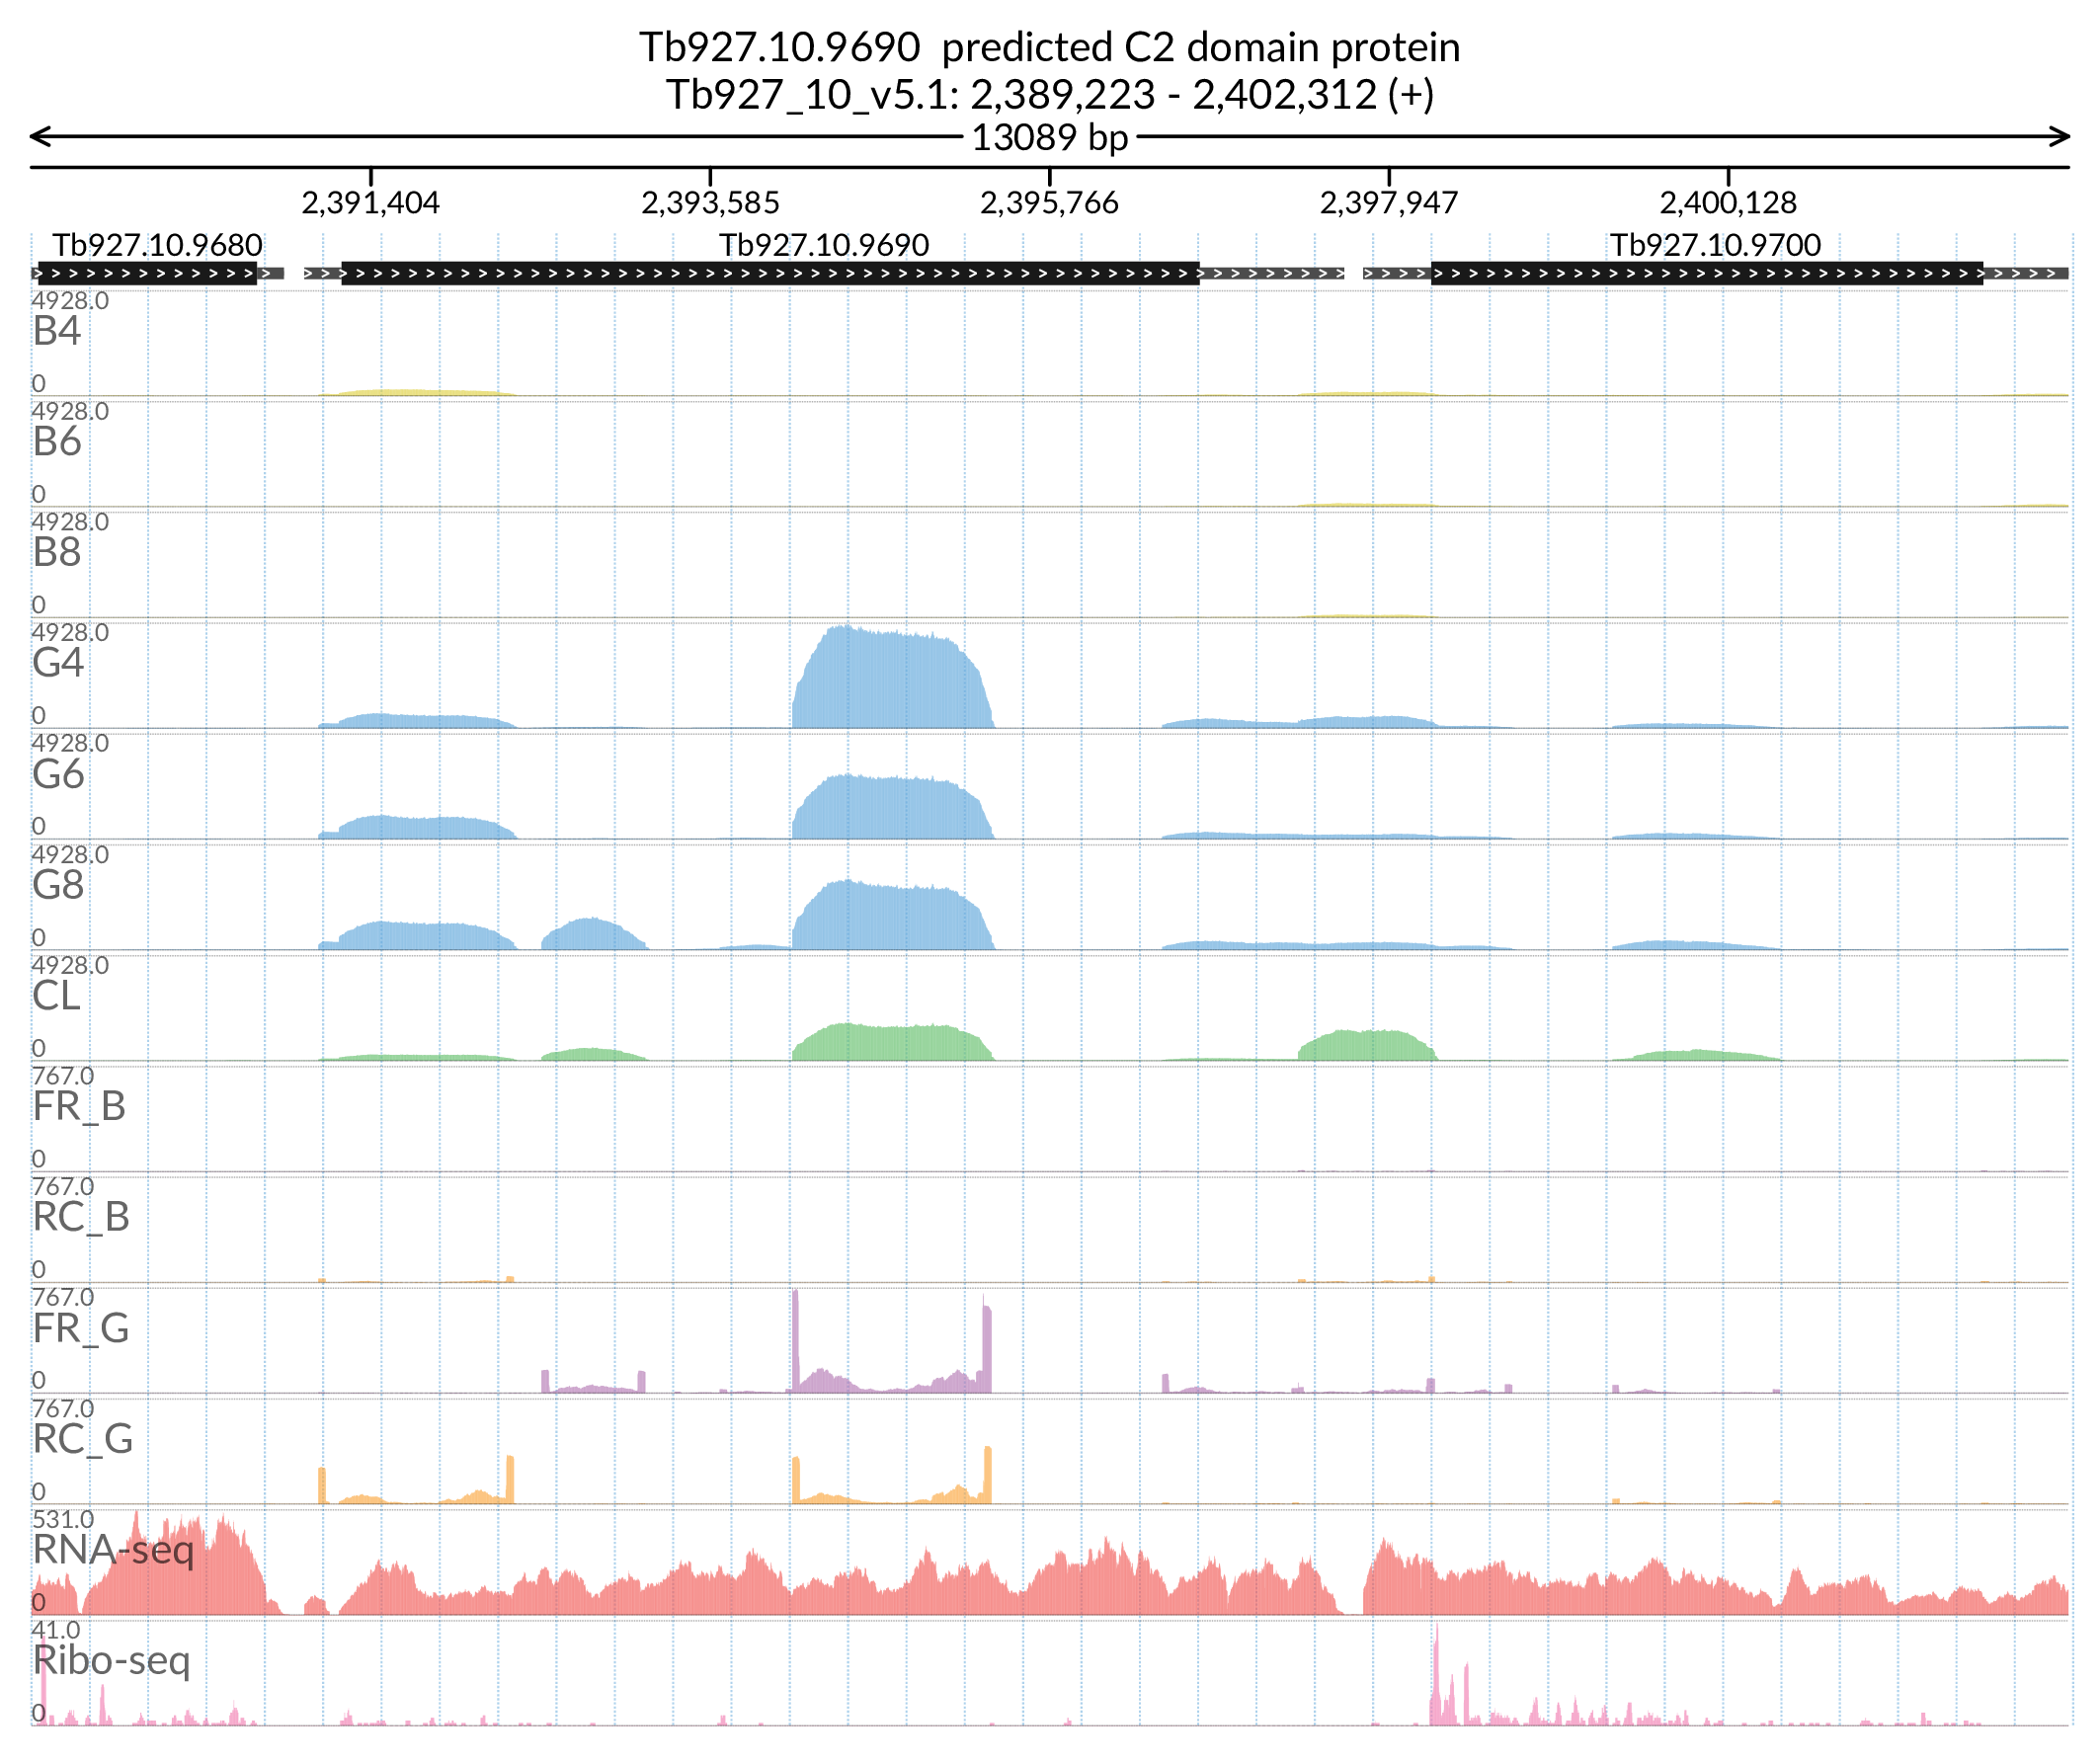 Tb927.10.9690  predicted C2 domain protein
Tb927_10_v5.1: 2,389,223 - 2,402,312 (+)
13089 bp
2,391,404 2,393,585 2,395,766 2,397,947 2,400,128
Tb927.10.9680 Tb927.10.9690 Tb927.10.9700
4928.0
B4
0
4928.0
B6
0
4928.0
B8
0
4928.0
G4
0
4928.0
G6
0
4928.0
G8
0
4928.0
CL
0
767.0
FR_B
0
767.0
RC_B
0
767.0
FR_G
0
767.0
RC_G
0
531.0
RNA-seq
0
41.0
Ribo-seq
0